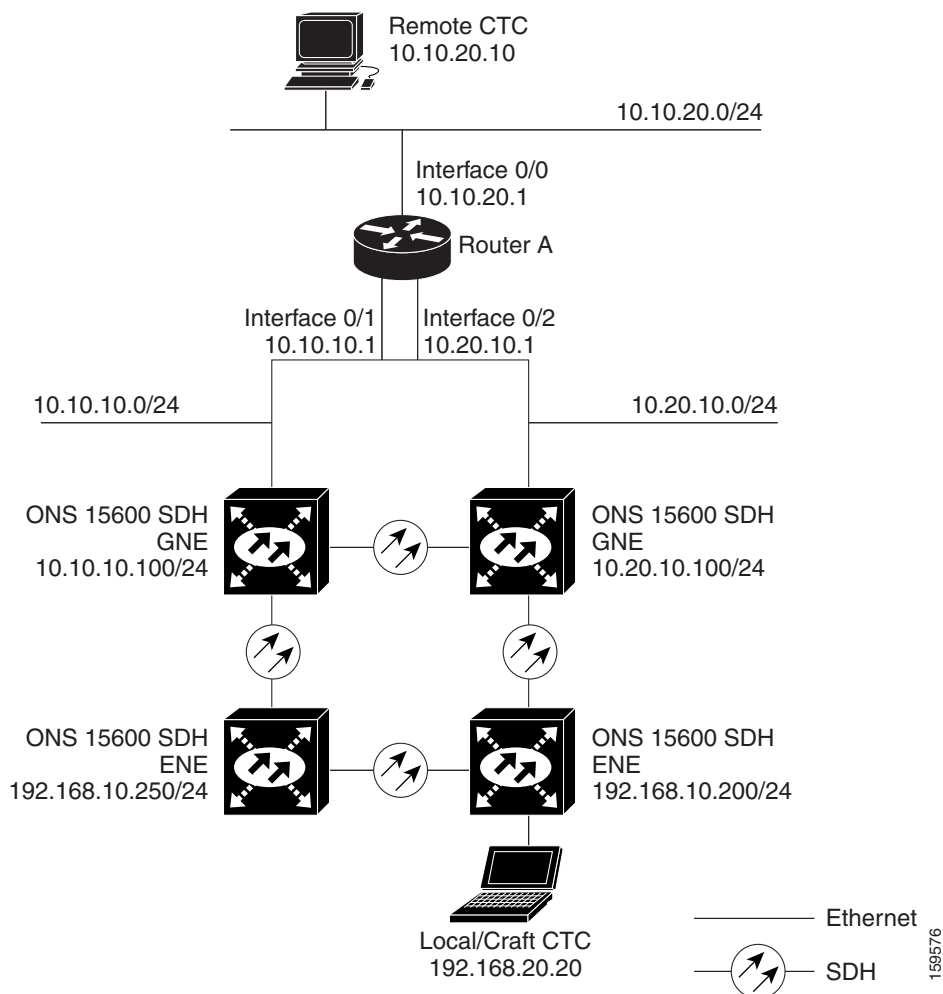 Remote CTC
10.10.20.10
10.10.20.0/24
Interface 0/0
10.10.20.1
Router A
Interface 0/1
10.10.10.1
Interface 0/2
10.20.10.1
10.10.10.0/24
10.20.10.0/24
ONS 15600 SDH
GNE
10.10.10.100/24
ONS 15600 SDH
GNE
10.20.10.100/24
ONS 15600 SDH
ENE
192.168.10.250/24
ONS 15600 SDH
ENE
192.168.10.200/24
Local/Craft CTC
192.168.20.20
Ethernet
SDH
159576